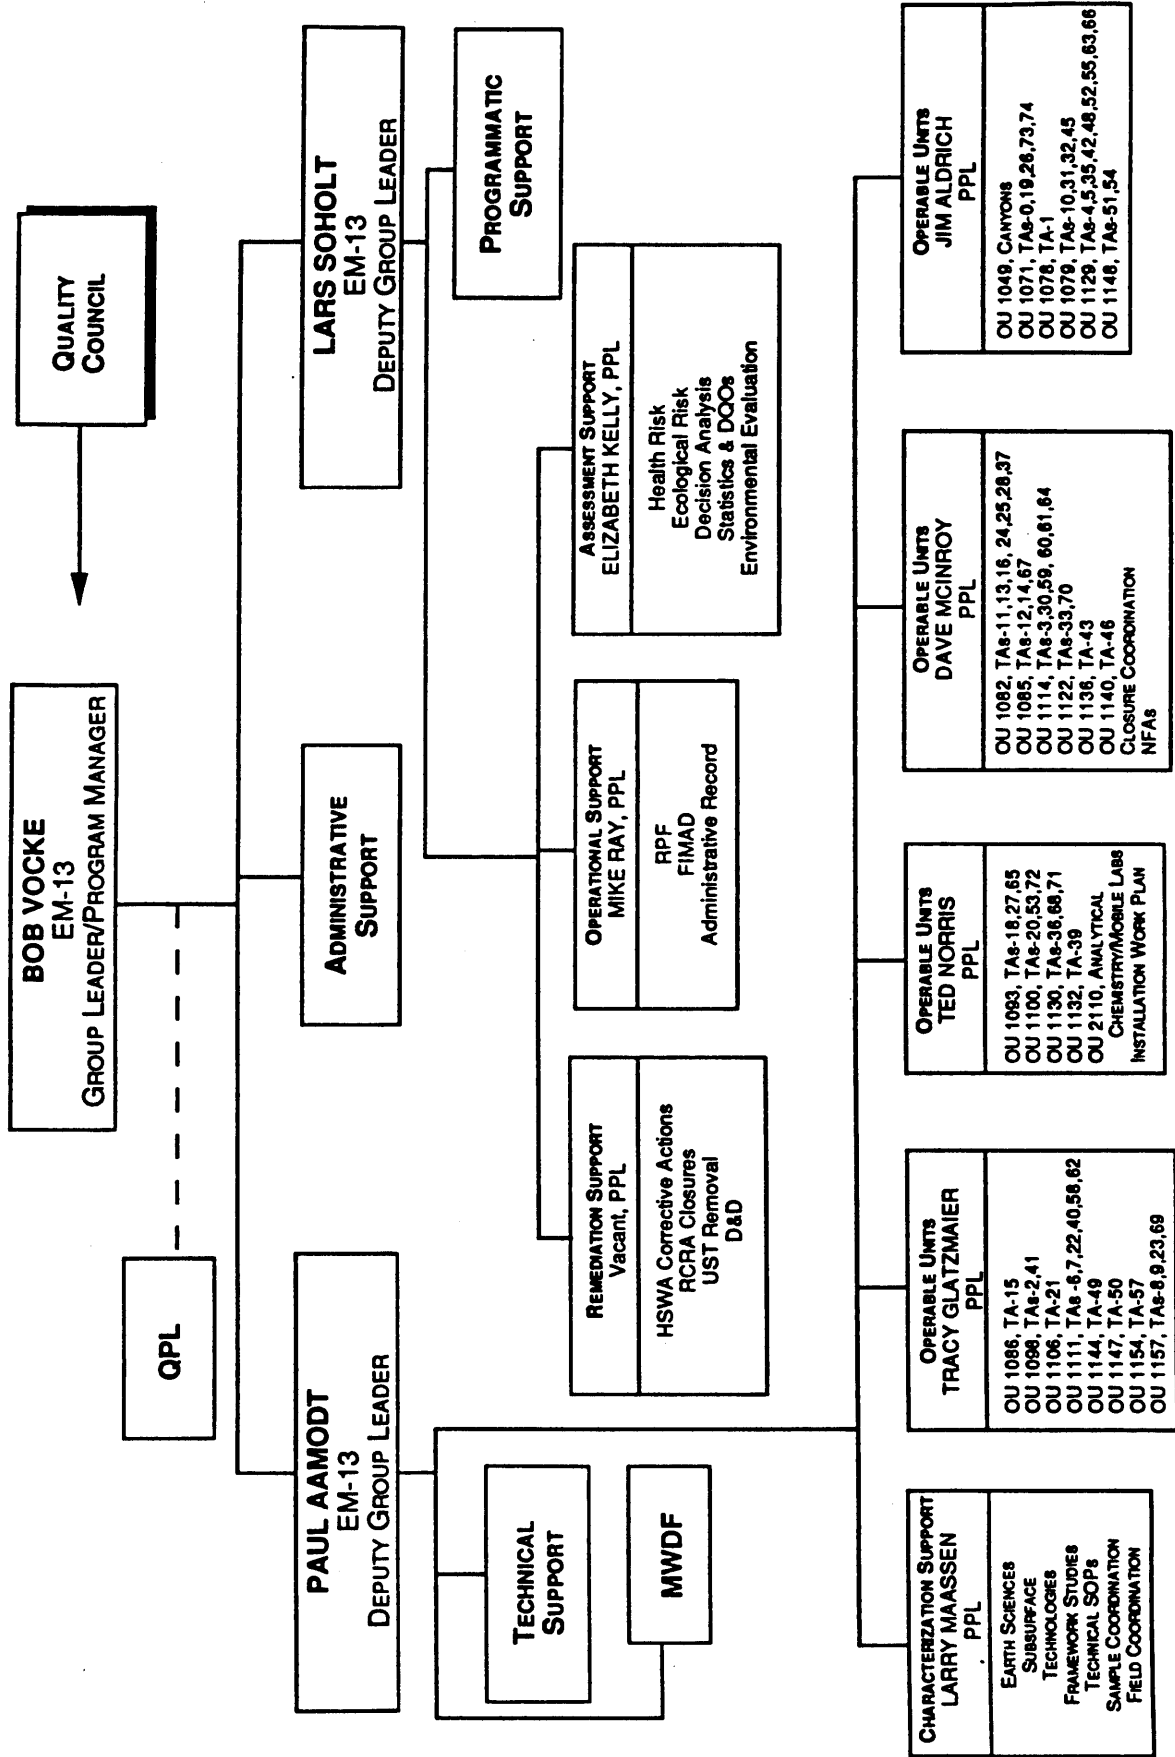 QUALITY
COUNCIL
BOB VOCKE
EM-13
GROUP LEADER/PROGRAM MANAGER
QPL
PAUL AAMODT
EM-13
DEPUTY GROUP LEADER
ADMINISTRATIVE
SUPPORT
LARS SOHOLT
EM-13
DEPUTY GROUP LEADER
TECHNICAL
SUPPORT
MWDF
PROGRAMMATIC
SUPPORT
REMEDIATION SUPPORT
Vacant, PPL
HSWA Corrective Actions
RCRA Closures
UST Removal
D&D
OPERATIONAL SUPPORT
MIKE RAY, PPL
RPF
FIMAD
Administrative Record
ASSESSMENT SUPPORT
ELIZABETH KELLY, PPL
Health Risk
Ecological Risk
Decision Analysis
Statistics & DQOs
Environmental Evaluation
CHARACTERIZATION SUPPORT
LARRY MAASSEN
PPL
EARTH SCIENCES
SUBSURFACE
TECHNOLOGIES
FRAMEWORK STUDIES
TECHNICAL SOPs
SAMPLE COORDINATION
FIELD COORDINATION
OPERABLE UNITS
TRACY GLATZMAIER
PPL
OU 1086, TA-15
OU 1098, TAs-2,41
OU 1106, TA-21
OU 1111, TAs -6,7,22,40,58,62
OU 1144, TA-49
OU 1147, TA-50
OU 1154, TA-57
OU 1157, TAs-8,9,23,69
OPERABLE UNITS
TED NORRIS
PPL
OU 1093, TAs-18,27,65
OU 1100, TAs-20,53,72
OU 1130, TAs-36,68,71
OU 1132, TA-39
OU 2110, ANALYTICAL
CHEMISTRY/MOBILE LABS
INSTALLATION WORK PLAN
OPERABLE UNITS
DAVE MCINROY
PPL
OU 1082, TAs-11,13,16, 24,25,28,37
OU 1085, TAs-12,14,67
OU 1114, TAs-3,30,59, 60,61,64
OU 1122, TAs-33,70
OU 1136, TA-43
OU 1140, TA-46
CLOSURE COORDINATION
NFAs
OPERABLE UNITS
JIM ALDRICH
PPL
OU 1049, CANYONS
OU 1071, TAs-0,19,26,73,74
OU 1078, TA-1
OU 1079, TAs-10,31,32,45
OU 1129, TAs-4,5,35,42,48,52,55,63,66
OU 1148, TAs-51,54